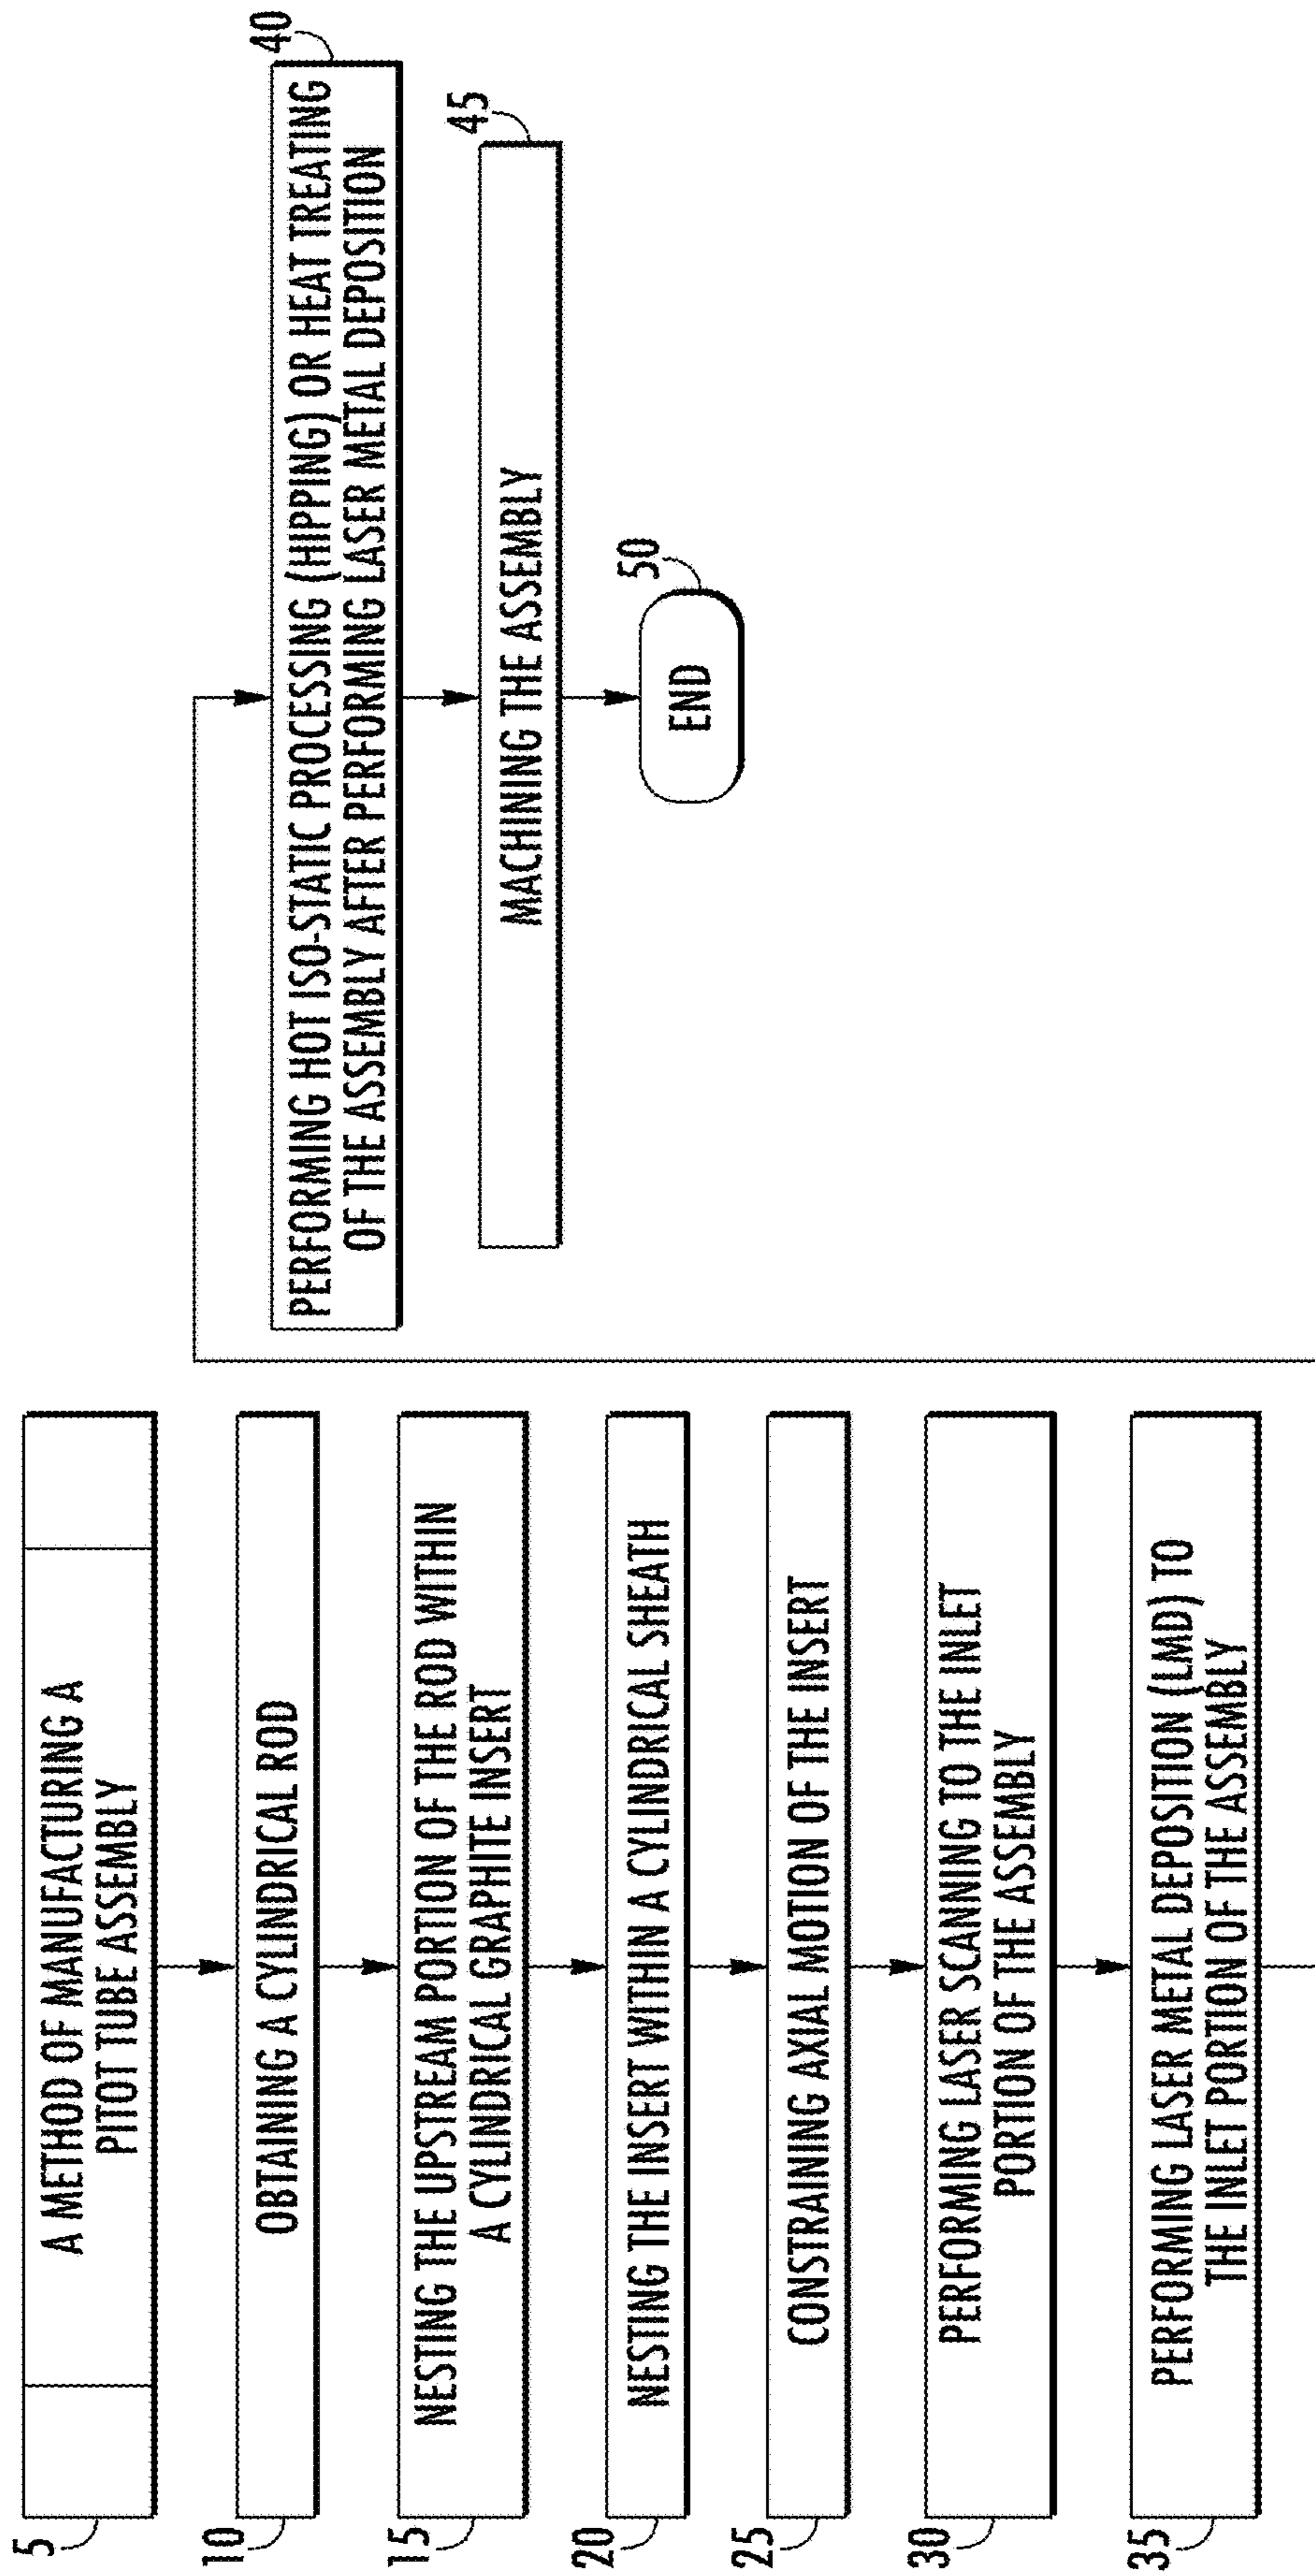 5
A METHOD OF MANUFACTURING A
PITOT TUBE ASSEMBLY
10
OBTAINING A CYLINDRICAL ROD
15
NESTING THE UPSTREAM PORTION OF THE ROD WITHIN
A CYLINDRICAL GRAPHITE INSERT
20
NESTING THE INSERT WITHIN A CYLINDRICAL SHEATH
25
CONSTRAINING AXIAL MOTION OF THE INSERT
30
PERFORMING LASER SCANNING TO THE INLET
PORTION OF THE ASSEMBLY
35
PERFORMING LASER METAL DEPOSITION (LMD) TO
THE INLET PORTION OF THE ASSEMBLY
40
PERFORMING HOT ISO-STATIC PROCESSING (HIPPING) OR HEAT TREATING
OF THE ASSEMBLY AFTER PERFORMING LASER METAL DEPOSITION
45
MACHINING THE ASSEMBLY
50
END